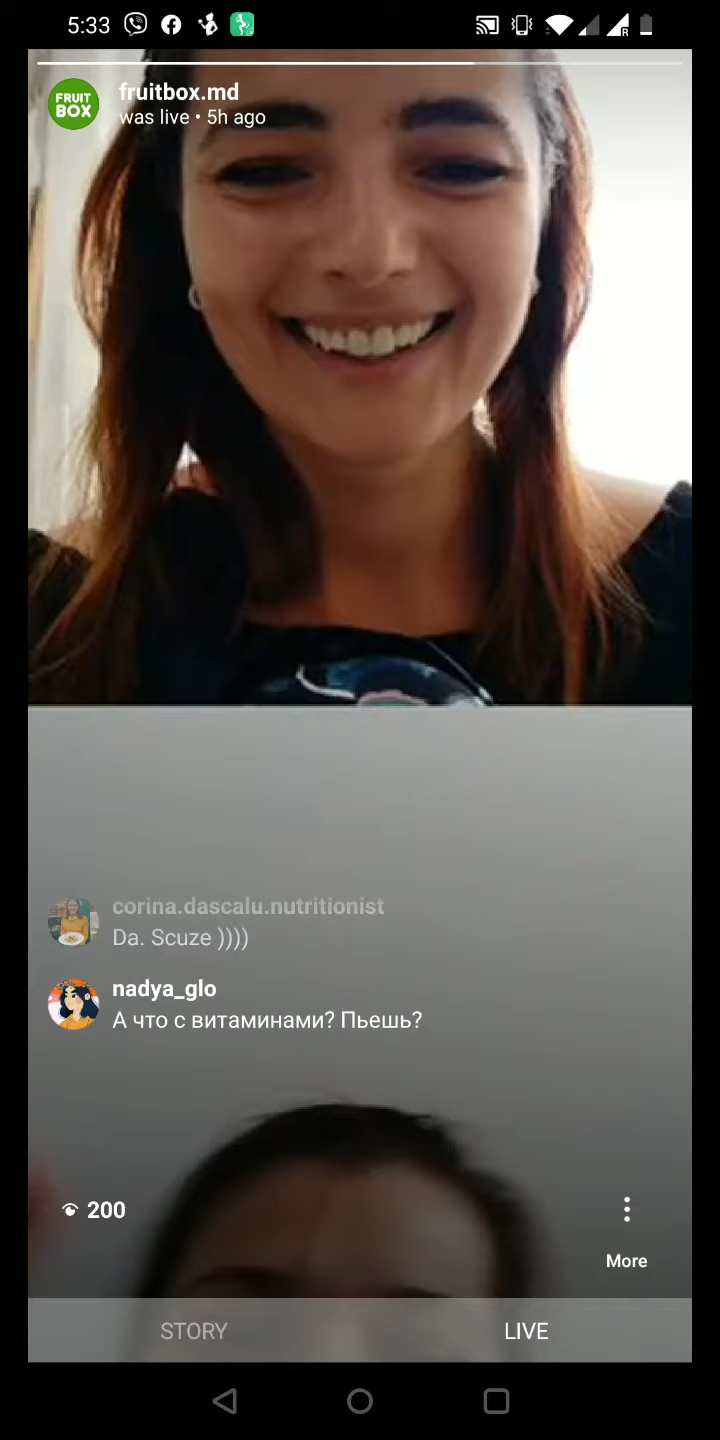 5:33
R
FRUIT
BOX
fruitbox.md
was live • 5h ago
corina.dascalu.nutritionist
Da. Scuze ))))
nadya_glo
А что с витаминами? Пьешь?
200
More
STORY
LIVE